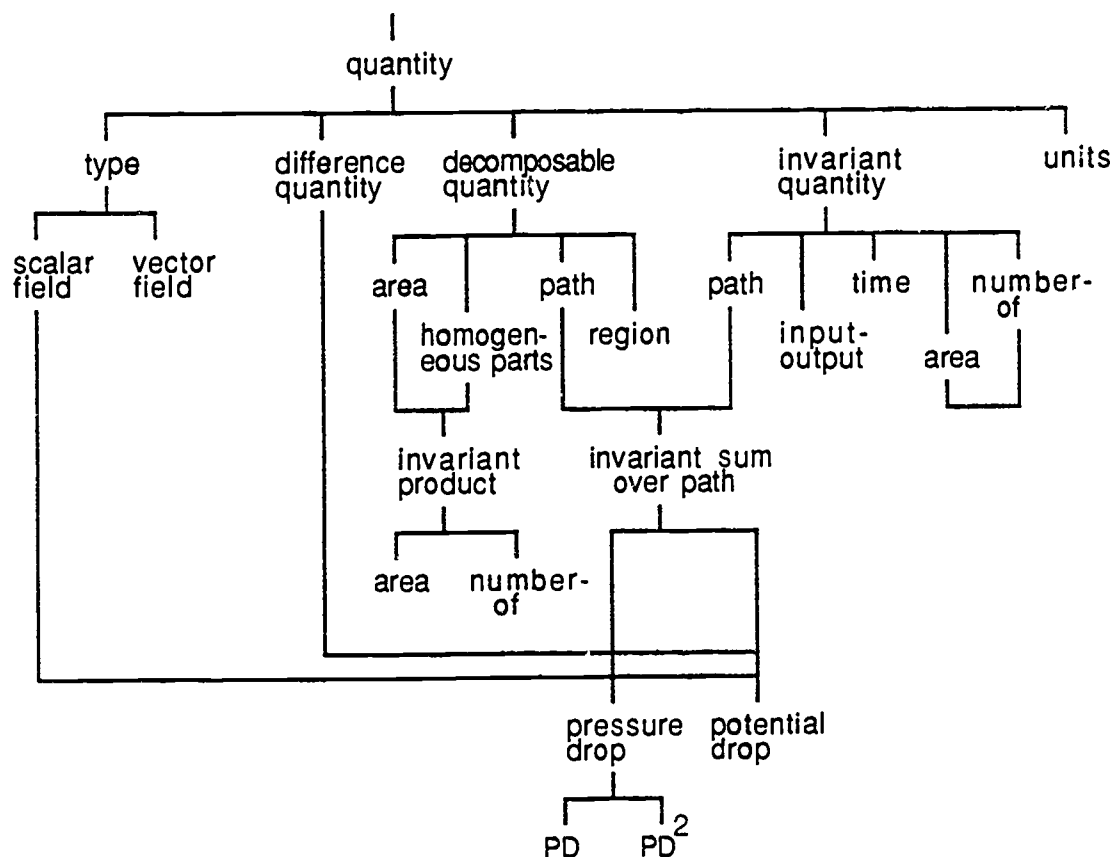 quantity
type
difference
quantity
decomposable
quantity
invariant
quantity
units
scalar
field
vector
field
area
homogen-
eous parts
path
region
path
input-
output
time
area
number-
of
invariant
product
invariant sum
over path
area
number-
of
pressure
drop
potential
drop
PD
PD²